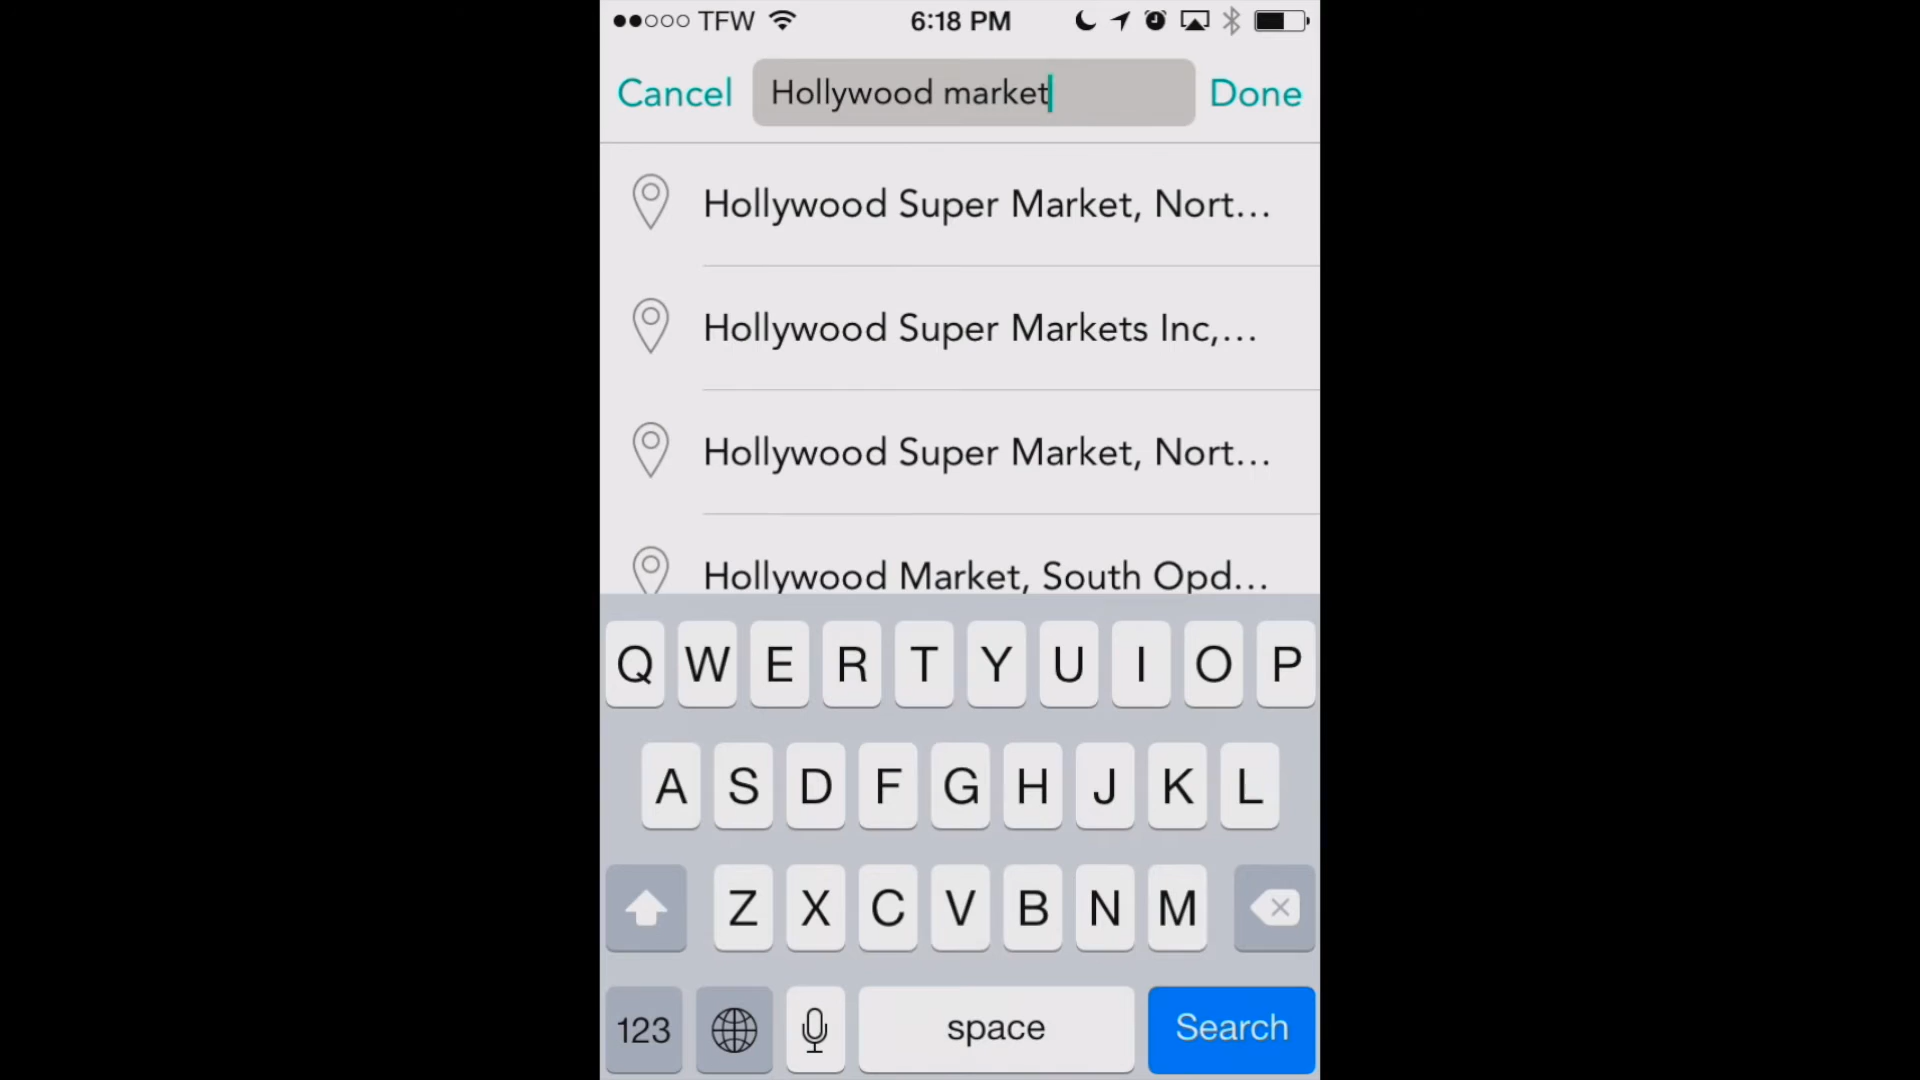 TFW 6:18 PM
Cancel Hollywood market Done
Hollywood Super Market, Nort...
Hollywood Super Markets Inc,...
Hollywood Super Market, Nort...
Hollywood Market, South Opd...
Q W E R T Y U I O P
A S D F G H J K L
Z X C V B N M
123 space Search